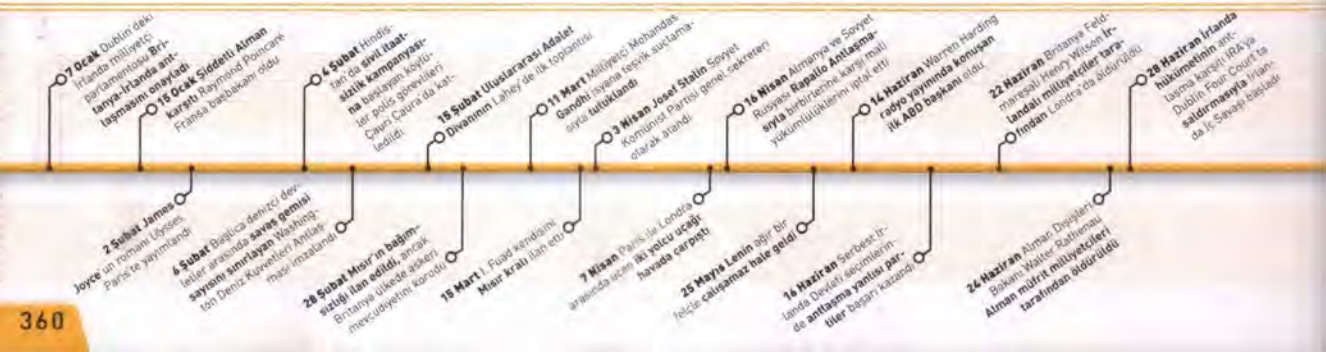 7 Ocak Dublin'deki
İrlanda milliyetçi
parlamentosu Bri-
tanya-İrlanda ant-
laşmasını onayladı
15 Ocak Şiddetli Alman
karşıtı Raymond Poincaré
Fransa başbakanı oldu
2 Şubat James
Joyce'un romanı Ulysses
Paris'te yayımlandı
4 Şubat Hindis-
tan'da sivil itaat-
sizlik kampanyası-
na başlayan köylü-
ler polis görevlileri
Çauri Çaura'da kat-
ledildi
6 Şubat Başlıca denizci dev-
letler arasında savaş gemisi
sayısını sınırlayan Washing-
ton Deniz Kuvvetleri Antlaş-
ması imzalandı
15 Şubat Uluslararası Adalet
Divanının Lahey'de ilk toplantısı
28 Şubat Mısır'ın bağım-
sızlığı ilan edildi, ancak
Britanya ülkede askeri
mevcudiyetini korudu
11 Mart Milliyetçi Mohandas
Gandhi isyana teşvik suçlama-
sıyla tutuklandı
15 Mart I. Fuad kendisini
Mısır kralı ilan etti
3 Nisan Josef Stalin Sovyet
Komünist Partisi genel sekreteri
olarak atandı
7 Nisan Paris ile Londra
arasında uçan iki yolcu uçağı
havada çarpıştı
16 Nisan Almanya ve Sovyet
Rusyası Rapallo Antlaşma-
sıyla birbirlerine karşı mali
yükümlülüklerini iptal etti
25 Mayıs Lenin ağır bir
felçle çalışamaz hale geldi
14 Haziran Warren Harding
radyo yayınında konuşan
ilk ABD başkanı oldu
16 Haziran Serbest İr-
landa Devleti seçimlerin-
de antlaşma yanlısı par-
tiler başarı kazandı
22 Haziran Britanya Feld-
mareşali Henry Wilson İr-
landalı milliyetçiler tara-
fından Londra'da öldürüldü
24 Haziran Alman Dışişleri
Bakanı Walter Rathenau
Alman müfrit milliyetçileri
tarafından öldürüldü
28 Haziran İrlanda
hükümetinin ant-
laşma karşıtı IRA'ya
Dublin Four Court'ta
saldırmasıyla İrlan-
da İç Savaşı başladı
360